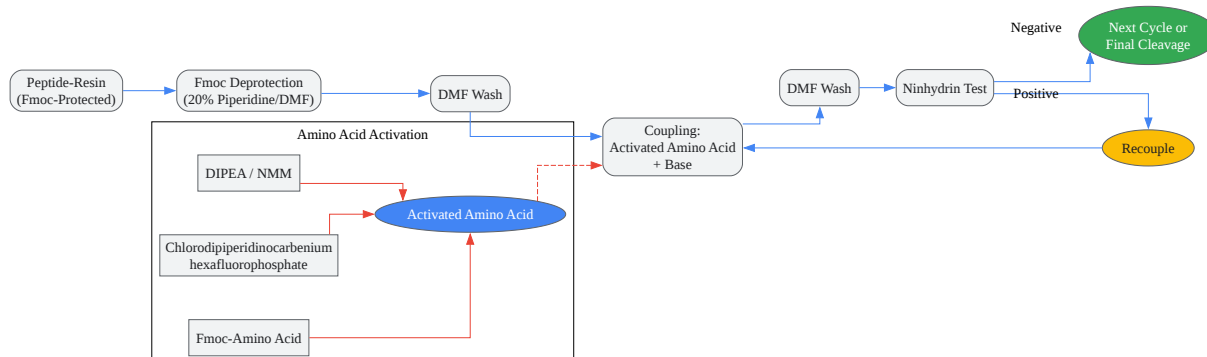 Negative
Next Cycle or
Final Cleavage
Peptide-Resin
(Fmoc-Protected)
Fmoc Deprotection
(20% Piperidine/DMF)
DMF Wash
DMF Wash
Ninhydrin Test
Positive
Amino Acid Activation
Coupling:
Activated Amino Acid
+ Base
Recouple
DIPEA / NMM
Activated Amino Acid
Chlorodipiperidinocarbenium
hexafluorophosphate
Fmoc-Amino Acid